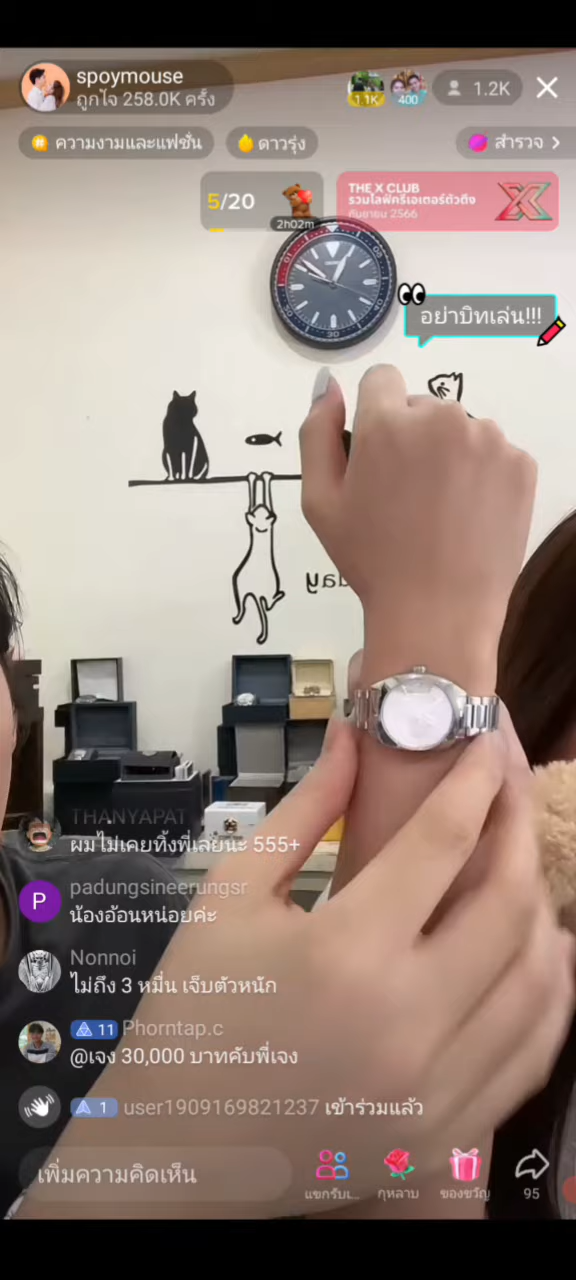 spoymouse
ถูกใจ 258.0K ครั้ง
1.1K
400
1.2K
ความงามและแฟชั่น
ดาวรุ่ง
สำรวจ
5/20
2h02m
THE X CLUB
รวมไลฟ์ครีเอเตอร์ตัวตึง
กันยายน 2566
อย่าบิทเล่น!!!
day
THANYAPAT
ผมไม่เคยทิ้งพี่เลยนะ 555+
P
padungsineerungsr
น้องอ้อนหน่อยค่ะ
Nonnoi
ไม่ถึง 3 หมื่น เจ็บตัวหนัก
11 Phorntap.c
@เจง 30,000 บาทคับพี่เจง
1 user1909169821237 เข้าร่วมแล้ว
เพิ่มความคิดเห็น
แขกรับเ...
กุหลาบ
ของขวัญ
95